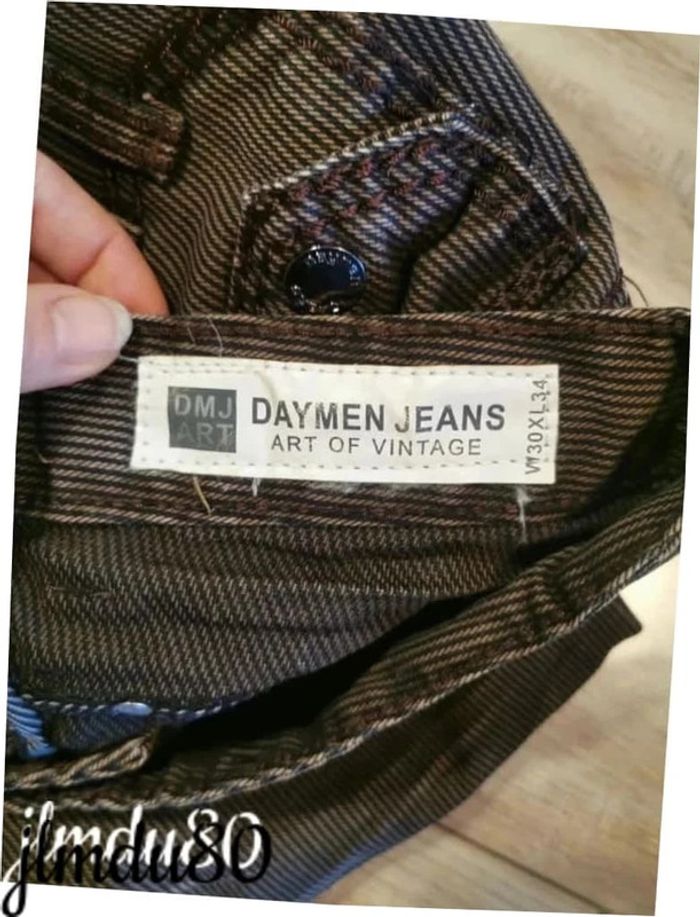 DMJ
ART
DAYMEN JEANS
ART OF VINTAGE
W30XL34
jlmdu80